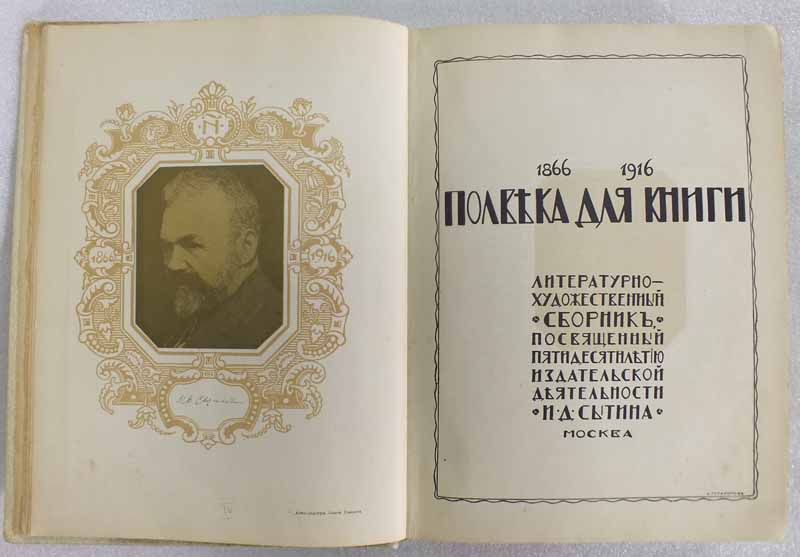 1866
1916
1866 1916
ПОЛВѢКА ДЛЯ КНИГИ
ЛИТЕРАТУРНО-
ХУДОЖЕСТВЕННЫЙ
СБОРНИКЪ,
ПОСВЯЩЕННЫЙ
ПЯТИДЕСЯТИЛѢТІЮ
ИЗДАТЕЛЬСКОЙ
ДѢЯТЕЛЬНОСТИ
И·Д·СЫТИНА
МОСКВА